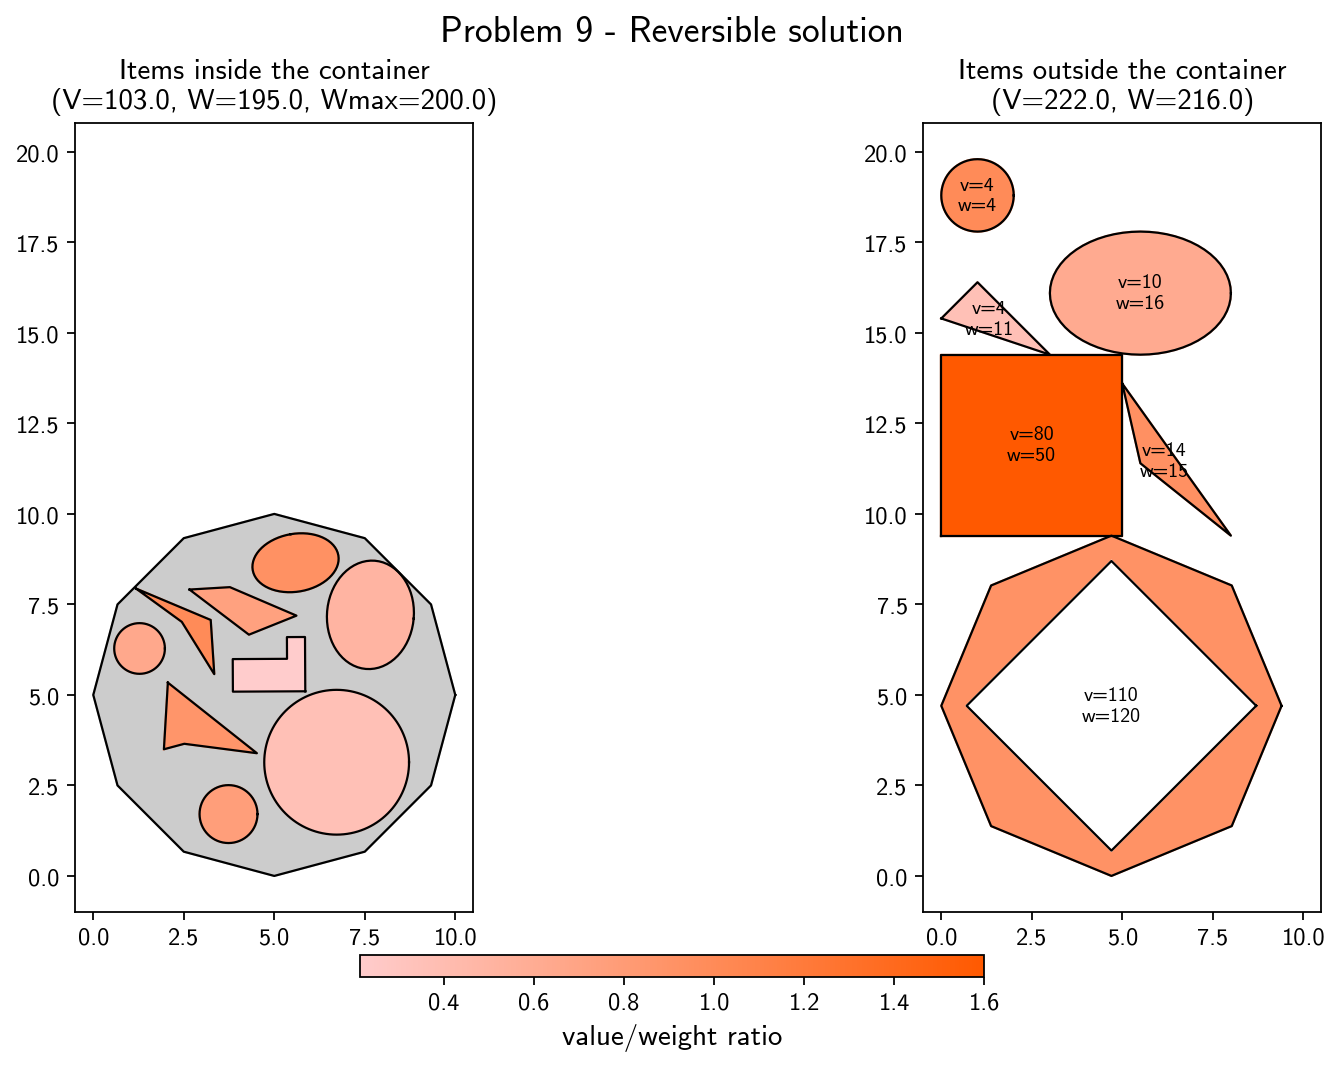 Problem 9 - Reversible solution
Items inside the container
(V=103.0, W=195.0, Wmax=200.0)
20.0
17.5
15.0
12.5
10.0
7.5
5.0
2.5
0.0
0.0 2.5 5.0 7.5 10.0
Items outside the container
(V=222.0, W=216.0)
20.0
17.5
15.0
12.5
10.0
7.5
5.0
2.5
0.0
v=4
w=4
v=10
w=16
v=4
w=11
v=80
w=50
v=14
w=15
v=110
w=120
0.0 2.5 5.0 7.5 10.0
0.4 0.6 0.8 1.0 1.2 1.4 1.6
value/weight ratio